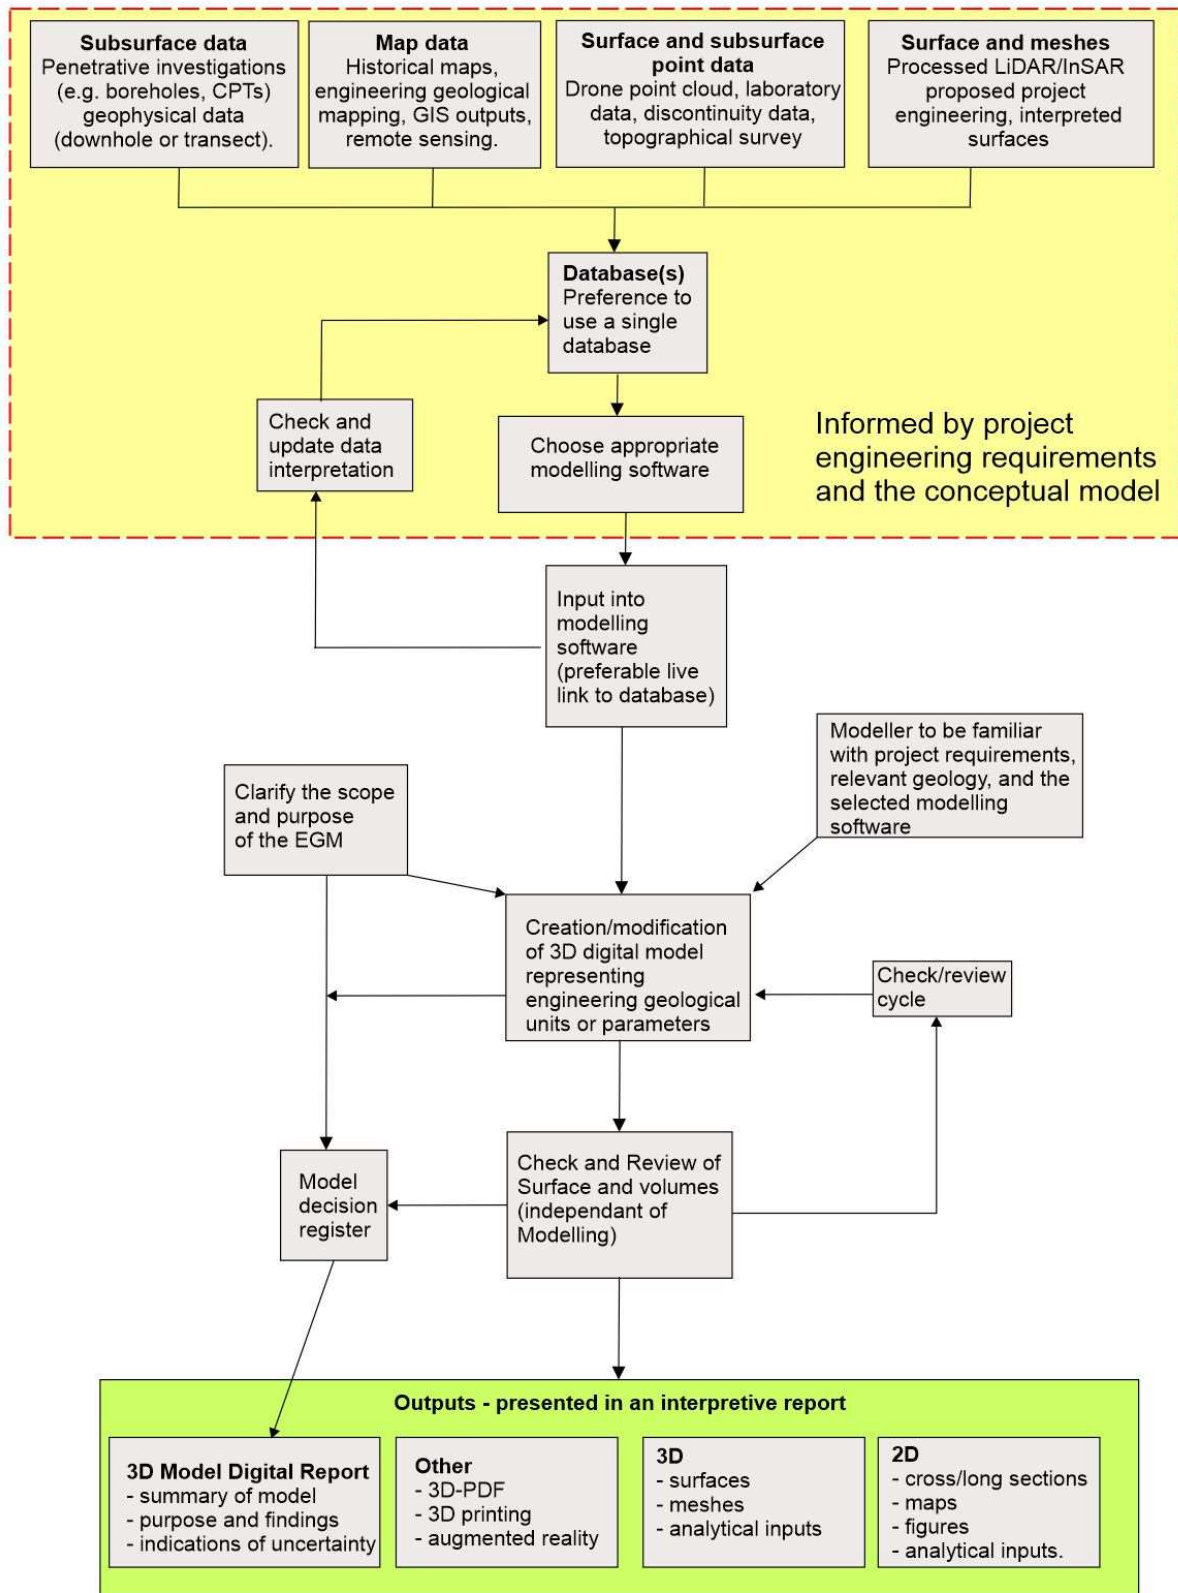 Subsurface data
Penetrative investigations
(e.g. boreholes, CPTs)
geophysical data
(downhole or transect).
Map data
Historical maps,
engineering geological
mapping, GIS outputs,
remote sensing.
Surface and subsurface
point data
Drone point cloud, laboratory
data, discontinuity data,
topographical survey
Surface and meshes
Processed LiDAR/InSAR
proposed project
engineering, interpreted
surfaces
Database(s)
Preference to
use a single
database
Check and
update data
interpretation
Choose appropriate
modelling software
Informed by project
engineering requirements
and the conceptual model
Input into
modelling
software
(preferable live
link to database)
Modeller to be familiar
with project requirements,
relevant geology, and the
selected modelling
software
Clarify the scope
and purpose
of the EGM
Creation/modification
of 3D digital model
representing
engineering geological
units or parameters
Check/review
cycle
Check and Review of
Surface and volumes
(independant of
Modelling)
Model
decision
register
Outputs - presented in an interpretive report
3D Model Digital Report
- summary of model
- purpose and findings
- indications of uncertainty
Other
- 3D-PDF
- 3D printing
- augmented reality
3D
- surfaces
- meshes
- analytical inputs
2D
- cross/long sections
- maps
- figures
- analytical inputs.